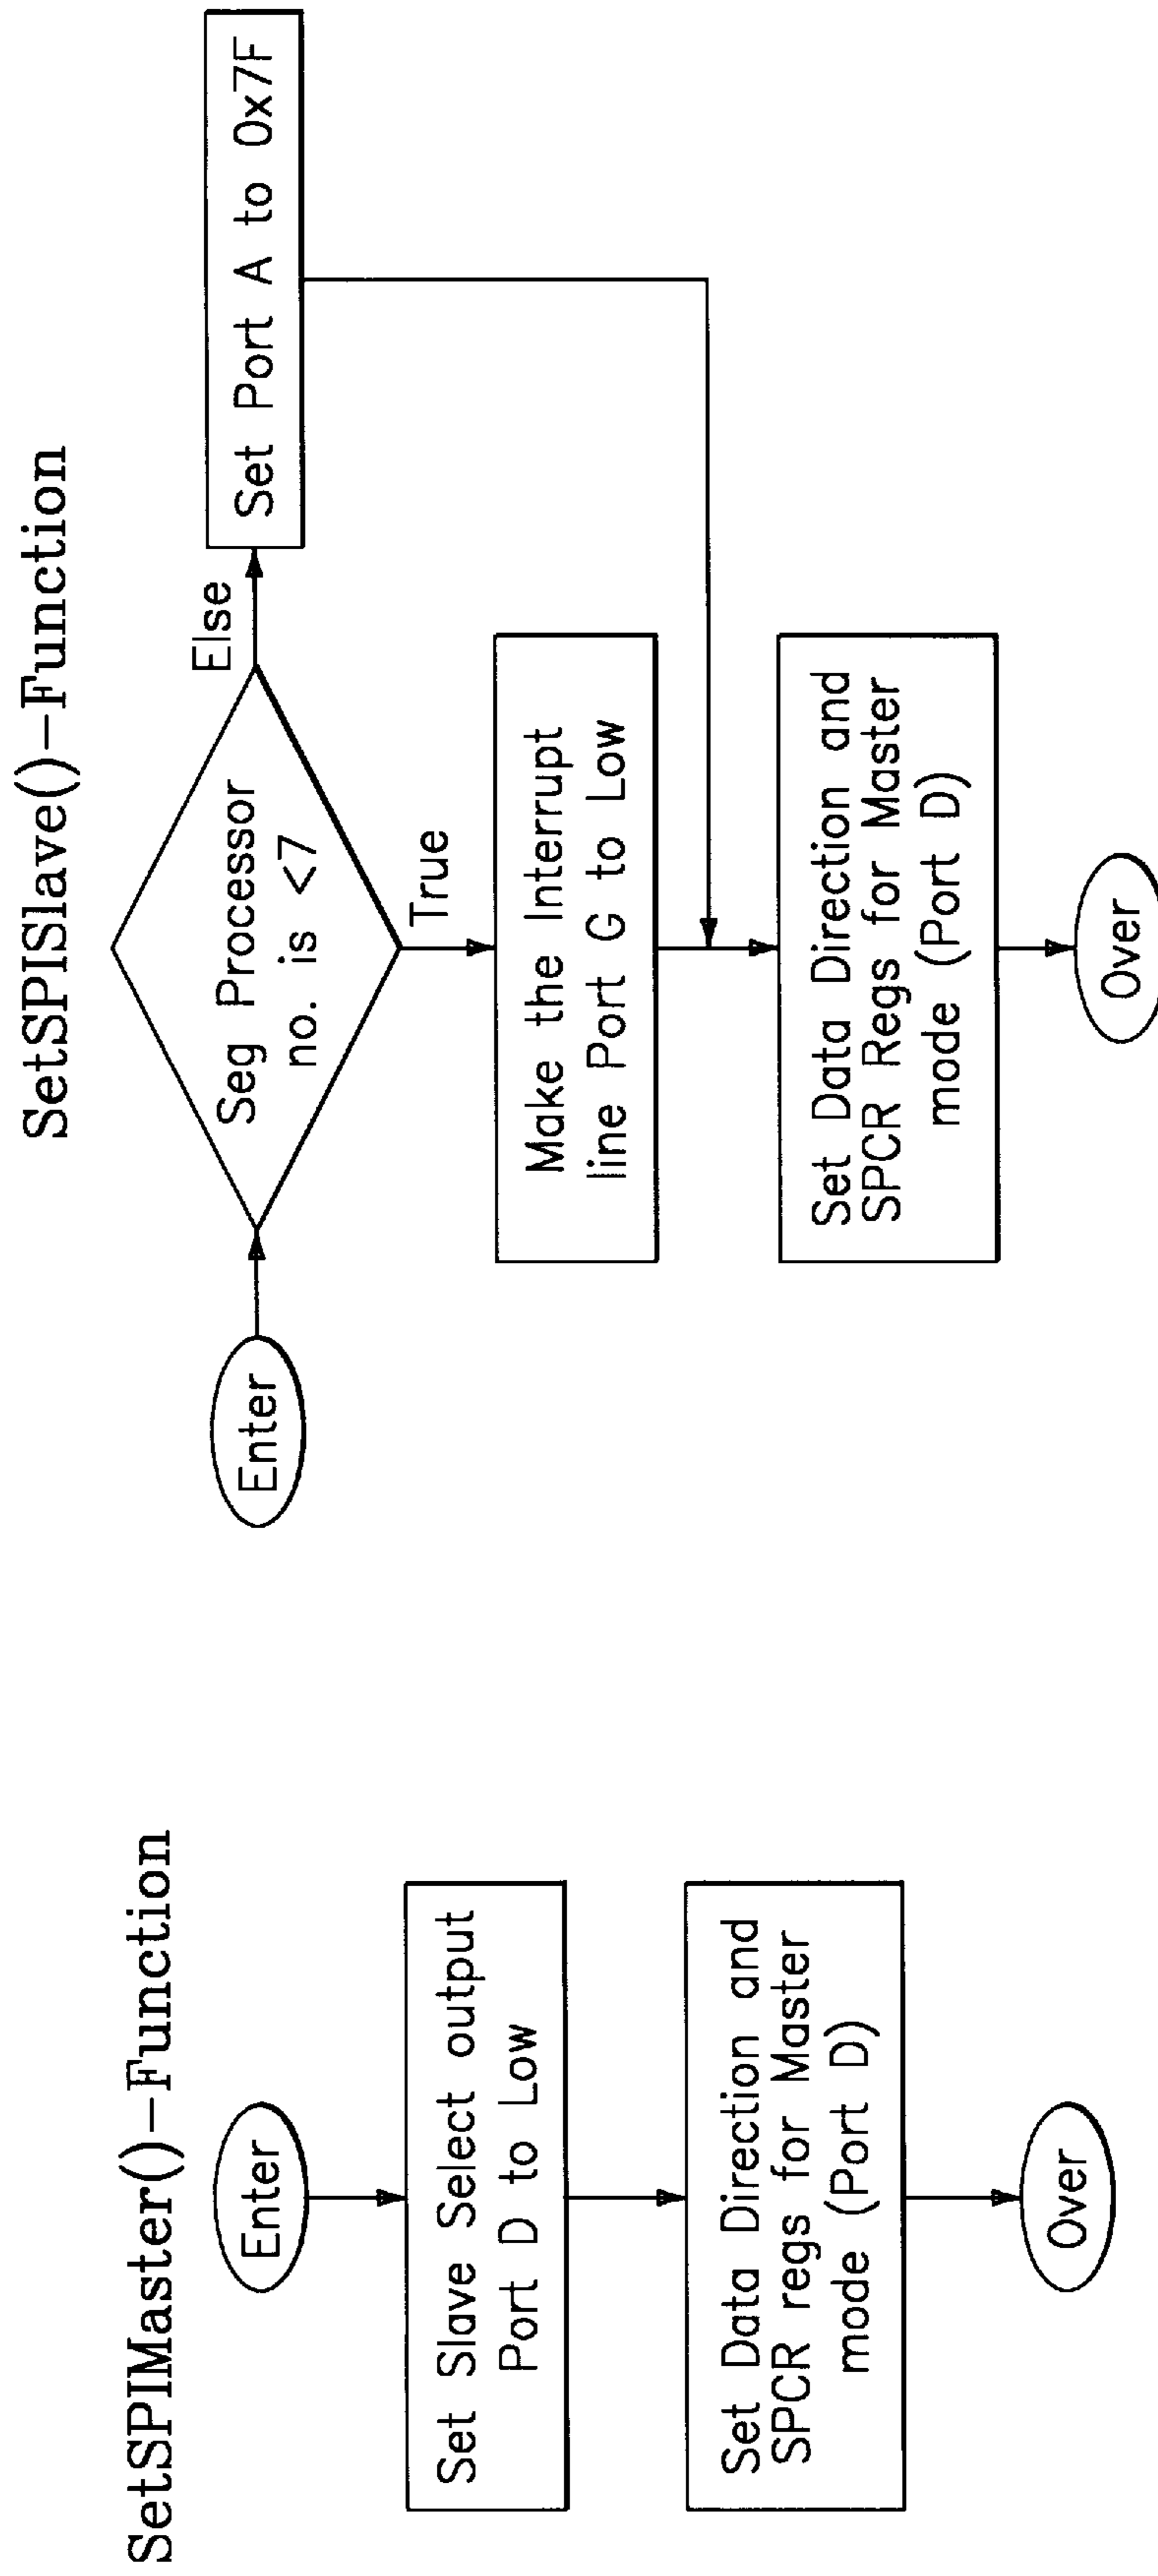 SetSPIMaster()-Function
Enter
Set Slave Select output
Port D to Low
Set Data Direction and
SPCR regs for Master
mode (Port D)
Over
SetSPISlave()-Function
Enter
Seg Processor
no. is <7
Else
Set Port A to 0x7F
True
Make the Interrupt
line Port G to Low
Set Data Direction and
SPCR Regs for Master
mode (Port D)
Over